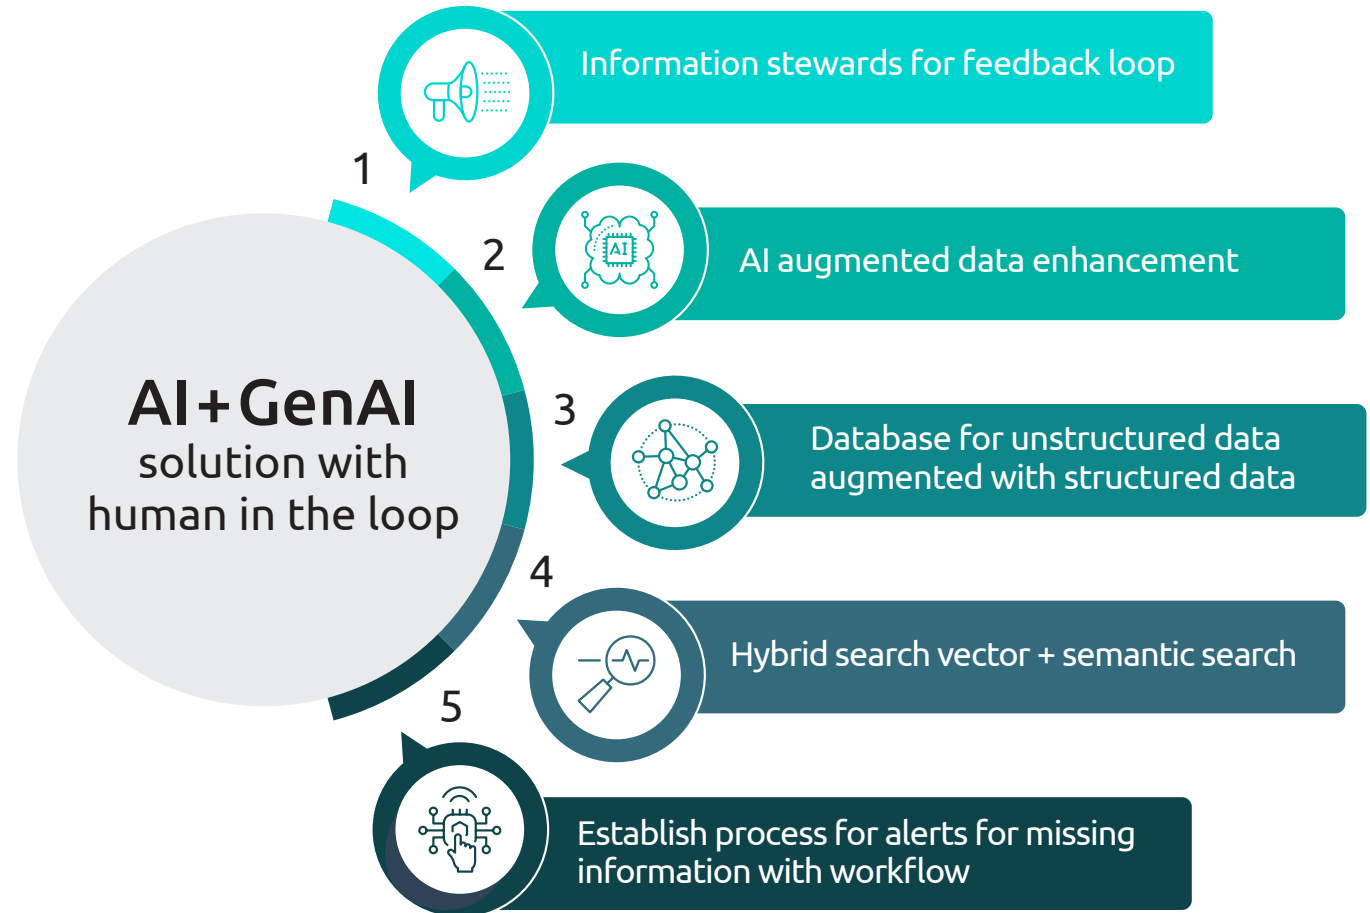 1
Information stewards for feedback loop
2
AI
AI augmented data enhancement
AI+GenAI
solution with
human in the loop
3
Database for unstructured data
augmented with structured data
4
Hybrid search vector + semantic search
5
Establish process for alerts for missing
information with workflow